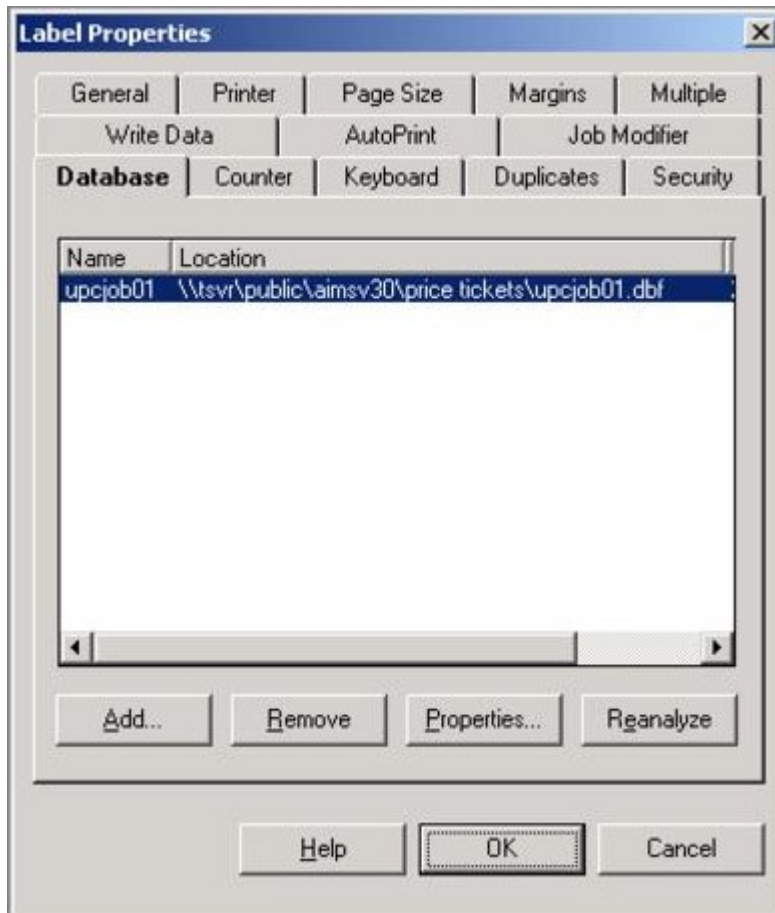 Label Properties
General Printer Page Size Margins Multiple
Write Data AutoPrint Job Modifier
Database Counter Keyboard Duplicates Security
Name Location
upcjob01 \\tsvr\public\aimsv30\price tickets\upcjob01.dbf
Add... Remove Properties... Reanalyze
Help OK Cancel